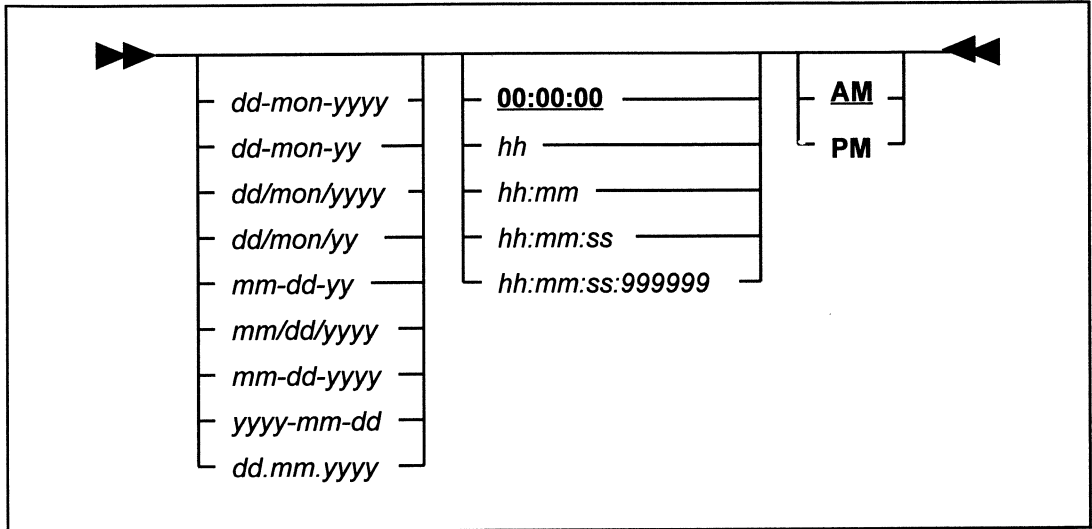 dd-mon-yyyy
dd-mon-yy
dd/mon/yyyy
dd/mon/yy
mm-dd-yy
mm/dd/yyyy
mm-dd-yyyy
yyyy-mm-dd
dd.mm.yyyy
00:00:00
hh
hh:mm
hh:mm:ss
hh:mm:ss:999999
AM
PM